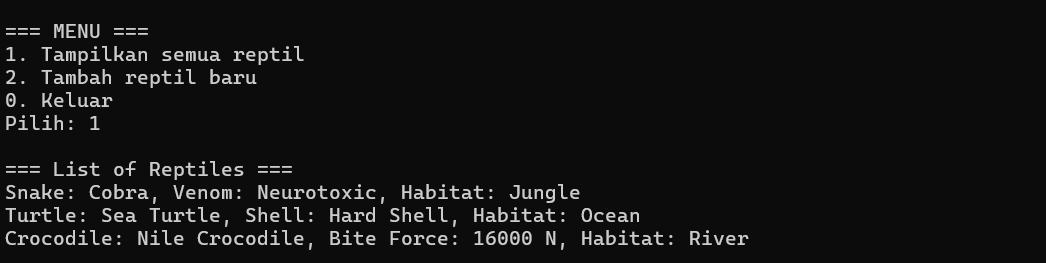 === MENU ===
1. Tampilkan semua reptil
2. Tambah reptil baru
0. Keluar
Pilih: 1
=== List of Reptiles ===
Snake: Cobra, Venom: Neurotoxic, Habitat: Jungle
Turtle: Sea Turtle, Shell: Hard Shell, Habitat: Ocean
Crocodile: Nile Crocodile, Bite Force: 16000 N, Habitat: River